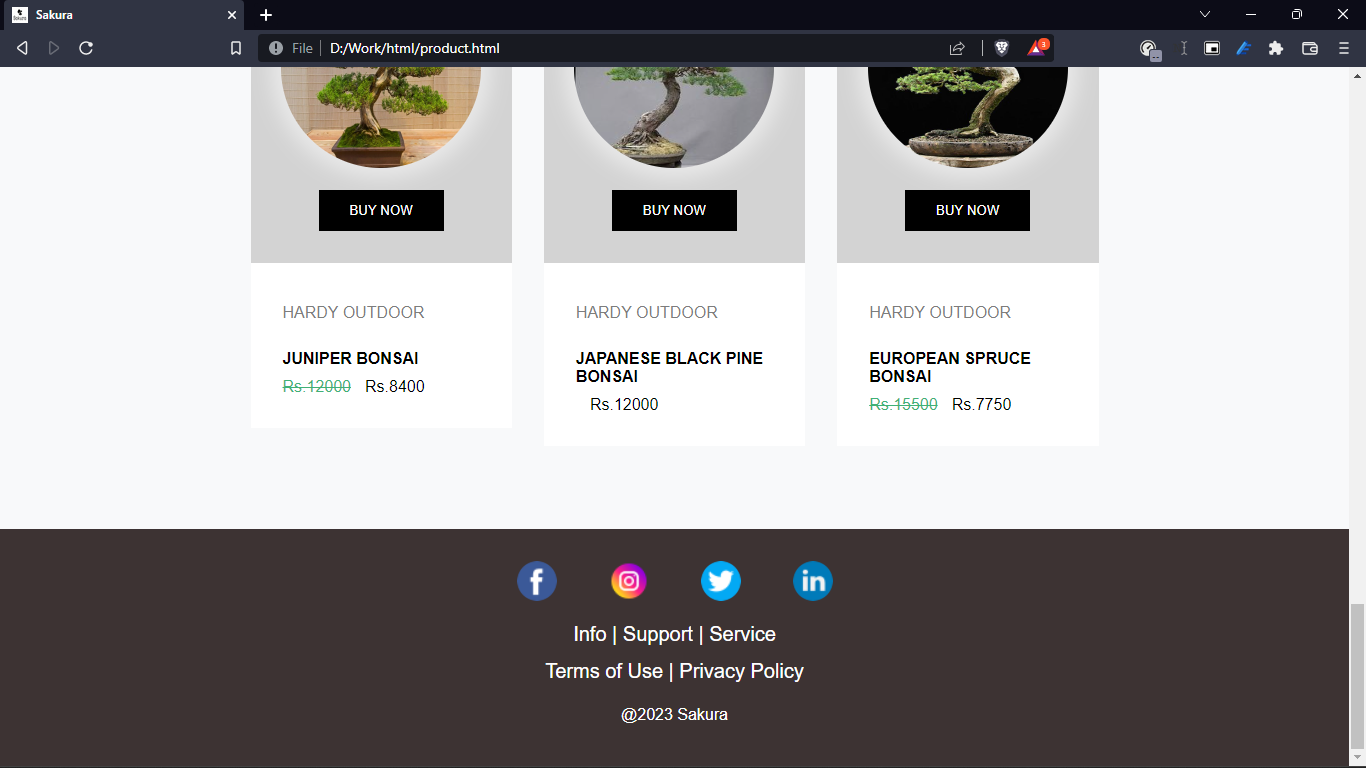 Sakura
File
D:/Work/html/product.html
3
BUY NOW
BUY NOW
BUY NOW
HARDY OUTDOOR
JUNIPER BONSAI
Rs.12000 Rs.8400
HARDY OUTDOOR
JAPANESE BLACK PINE
BONSAI
Rs.12000
HARDY OUTDOOR
EUROPEAN SPRUCE
BONSAI
Rs.15500 Rs.7750
Info | Support | Service
Terms of Use | Privacy Policy
@2023 Sakura